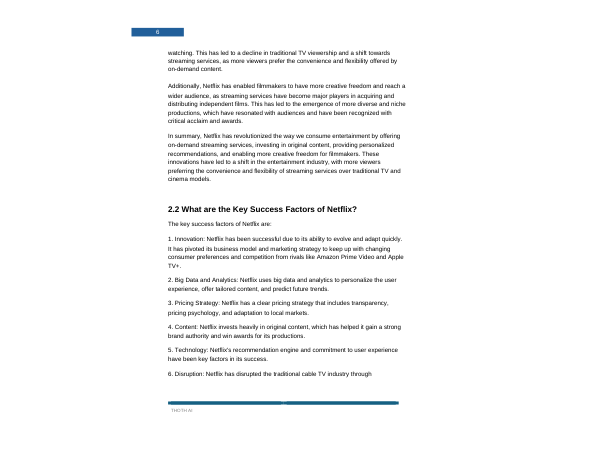 6
watching. This has led to a decline in traditional TV viewership and a shift towards
streaming services, as more viewers prefer the convenience and flexibility offered by
on-demand content.
Additionally, Netflix has enabled filmmakers to have more creative freedom and reach a
wider audience, as streaming services have become major players in acquiring and
distributing independent films. This has led to the emergence of more diverse and niche
productions, which have resonated with audiences and have been recognized with
critical acclaim and awards.
In summary, Netflix has revolutionized the way we consume entertainment by offering
on-demand streaming services, investing in original content, providing personalized
recommendations, and enabling more creative freedom for filmmakers. These
innovations have led to a shift in the entertainment industry, with more viewers
preferring the convenience and flexibility of streaming services over traditional TV and
cinema models.
2.2 What are the Key Success Factors of Netflix?
The key success factors of Netflix are:
1. Innovation: Netflix has been successful due to its ability to evolve and adapt quickly.
It has pivoted its business model and marketing strategy to keep up with changing
consumer preferences and competition from rivals like Amazon Prime Video and Apple
TV+.
2. Big Data and Analytics: Netflix uses big data and analytics to personalize the user
experience, offer tailored content, and predict future trends.
3. Pricing Strategy: Netflix has a clear pricing strategy that includes transparency,
pricing psychology, and adaptation to local markets.
4. Content: Netflix invests heavily in original content, which has helped it gain a strong
brand authority and win awards for its productions.
5. Technology: Netflix's recommendation engine and commitment to user experience
have been key factors in its success.
6. Disruption: Netflix has disrupted the traditional cable TV industry through
THOTH AI